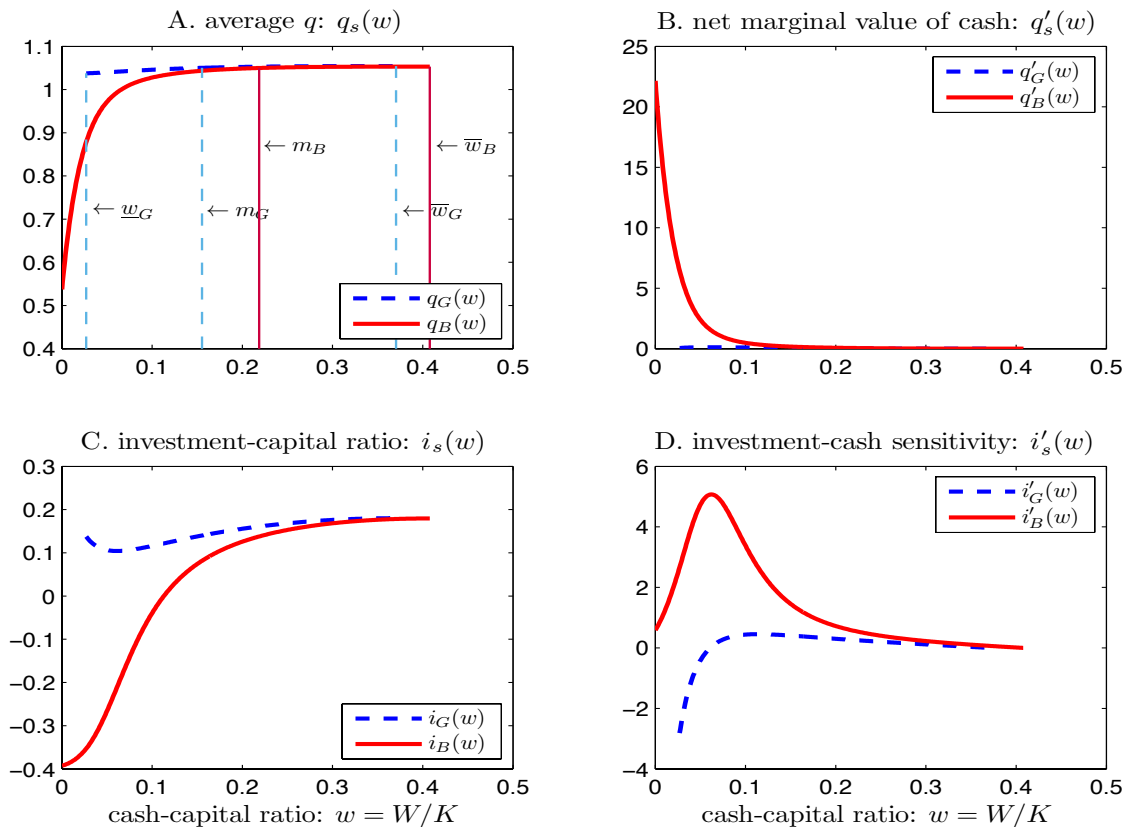 A. average q: q_s(w)
1.1
1
0.9
0.8
0.7
0.6
0.5
0.4
0 0.1 0.2 0.3 0.4 0.5
← w̲_G
← m_G
← m_B
← w̅_G
← w̅_B
q_G(w)
q_B(w)
B. net marginal value of cash: q′_s(w)
25
20
15
10
5
0
0 0.1 0.2 0.3 0.4 0.5
q′_G(w)
q′_B(w)
C. investment-capital ratio: i_s(w)
0.3
0.2
0.1
0
−0.1
−0.2
−0.3
−0.4
0 0.1 0.2 0.3 0.4 0.5
i_G(w)
i_B(w)
cash-capital ratio: w = W/K
D. investment-cash sensitivity: i′_s(w)
6
4
2
0
−2
−4
0 0.1 0.2 0.3 0.4 0.5
i′_G(w)
i′_B(w)
cash-capital ratio: w = W/K